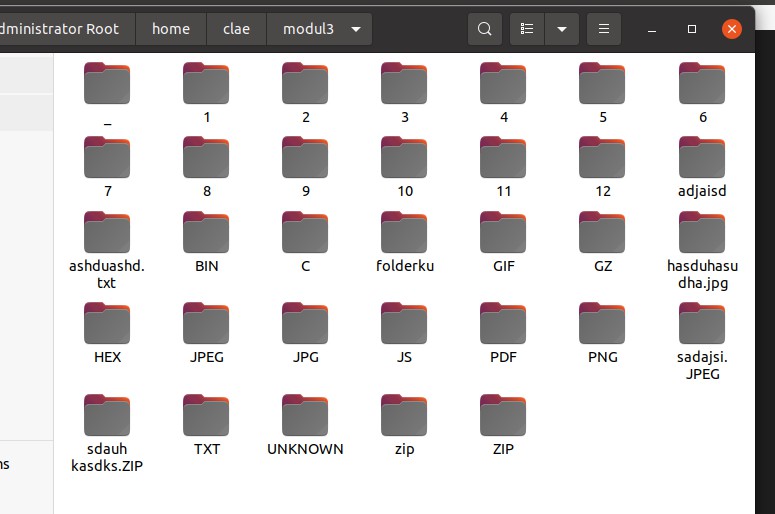 dministrator Root home clae modul3
_ 1 2 3 4 5 6
7 8 9 10 11 12 adjaisd
ashduashd.txt BIN C folderku GIF GZ hasduhasudha.jpg
HEX JPEG JPG JS PDF PNG sadajsi.JPEG
sdauh kasdks.ZIP TXT UNKNOWN zip ZIP
ns